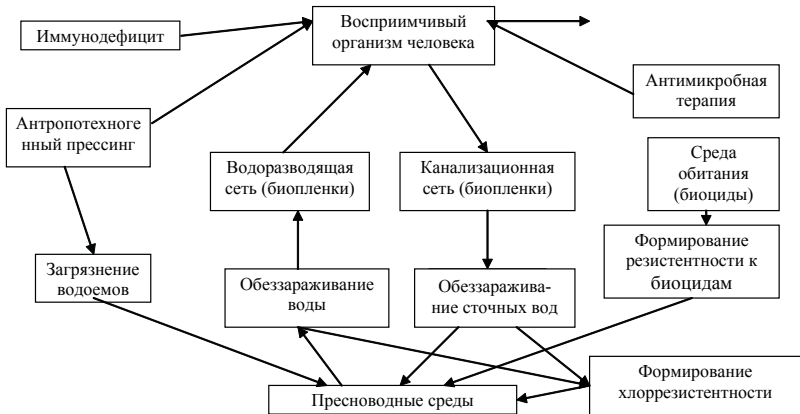 Иммунодефицит
Восприимчивый
организм человека
Антимикробная
терапия
Антропотехноге
нный прессинг
Водоразводящая
сеть (биопленки)
Канализационная
сеть (биопленки)
Среда
обитания
(биоциды)
Загрязнение
водоемов
Обеззараживание
воды
Обеззаражива-
ние сточных вод
Формирование
резистентности к
биоцидам
Пресноводные среды
Формирование
хлоррезистентности